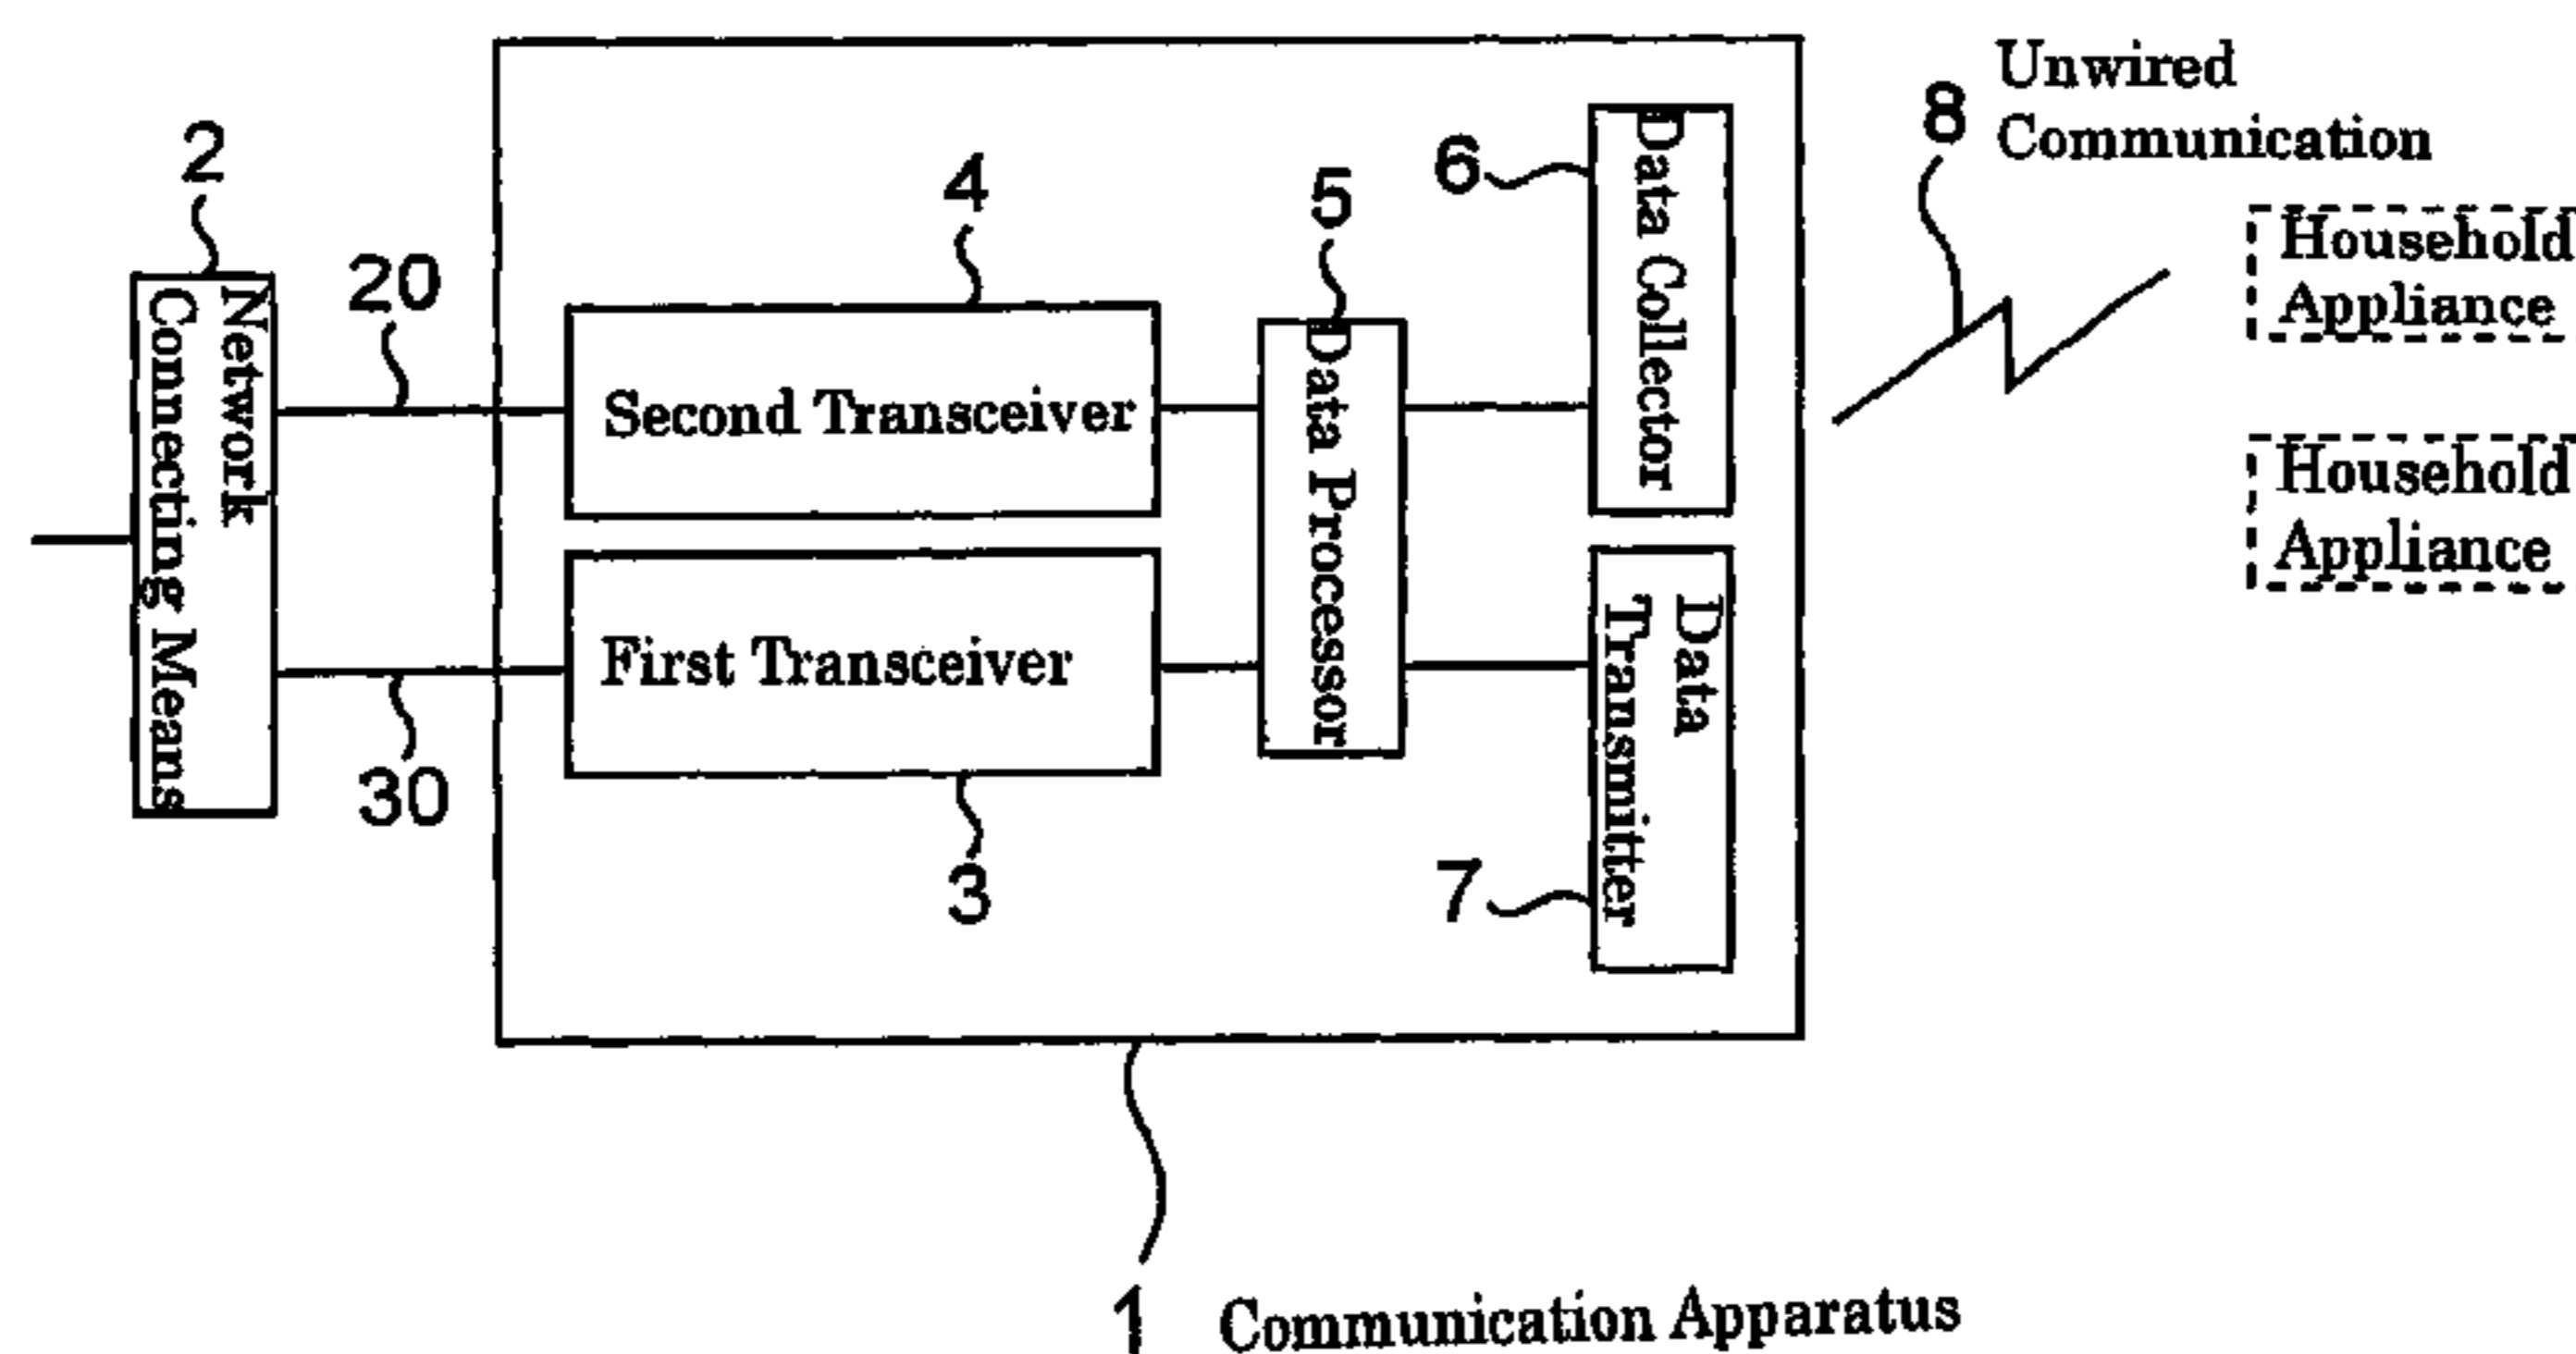 2
Network
Connecting Means
20
30
4
Second Transceiver
First Transceiver
3
5
Data Processor
6
Data Collector
7
Data
Transmitter
8
Unwired
Communication
Household
Appliance
Household
Appliance
1
Communication Apparatus